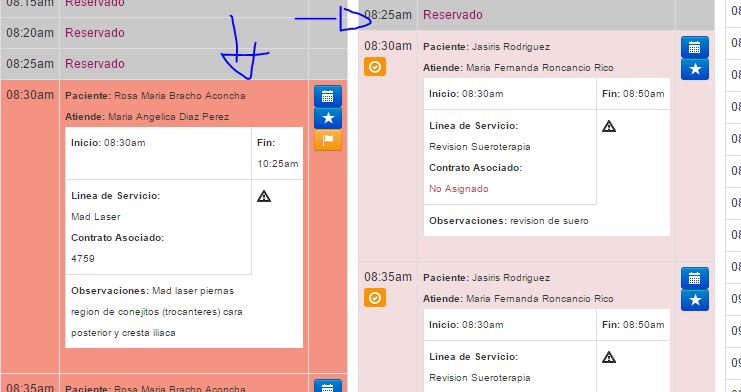 08:15am Reservado
08:20am Reservado
08:25am Reservado
08:30am Paciente: Rosa Maria Bracho Aconcha
Atiende: Maria Angelica Diaz Perez
Inicio: 08:30am Fin:
10:25am
Linea de Servicio:
Mad Laser
Contrato Asociado:
4759
Observaciones: Mad laser piernas
region de conejitos (trocanteres) cara
posterior y cresta iliaca
08:35am Paciente: Rosa Maria Bracho Aconcha
08:25am Reservado
08:30am Paciente: Jasiris Rodriguez
Atiende: Maria Fernanda Roncancio Rico
Inicio: 08:30am Fin: 08:50am
Linea de Servicio:
Revision Sueroterapia
Contrato Asociado:
No Asignado
Observaciones: revision de suero
08:35am Paciente: Jasiris Rodriguez
Atiende: Maria Fernanda Roncancio Rico
Inicio: 08:30am Fin: 08:50am
Linea de Servicio:
Revision Sueroterapia